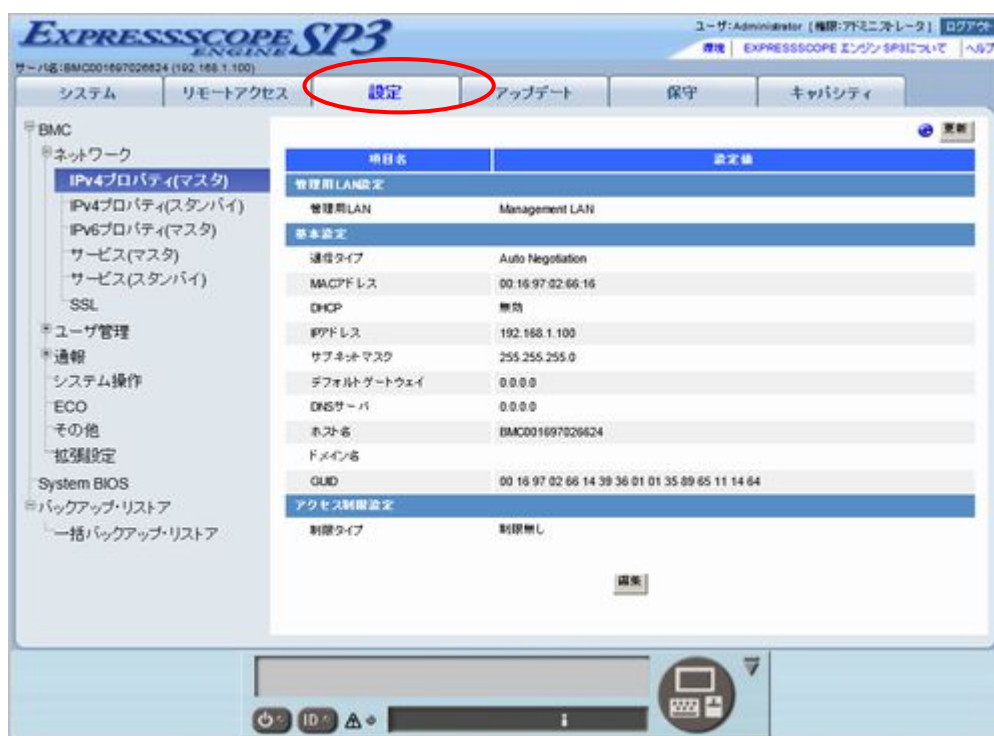 EXPRESSSCOPE ENGINE SP3
ユーザ:Administrator [権限:アドミニストレータ] ログアウト
環境 EXPRESSSCOPE エンジン SP3について ヘルプ
サーバ名:BMC001697026624 (192.168.1.100)
システム リモートアクセス 設定 アップデート 保守 キャパシティ
BMC
ネットワーク
IPv4プロパティ(マスタ)
IPv4プロパティ(スタンバイ)
IPv6プロパティ(マスタ)
サービス(マスタ)
サービス(スタンバイ)
SSL
ユーザ管理
通報
システム操作
ECO
その他
拡張設定
System BIOS
バックアップ・リストア
一括バックアップ・リストア
更新
項目名 設定値
管理用LAN設定
管理用LAN Management LAN
基本設定
通信タイプ Auto Negotiation
MACアドレス 00:16:97:02:66:16
DHCP 無効
IPアドレス 192.168.1.100
サブネットマスク 255.255.255.0
デフォルトゲートウェイ 0.0.0.0
DNSサーバ 0.0.0.0
ホスト名 BMC001697026624
ドメイン名
GUID 00 16 97 02 66 14 39 36 01 01 35 89 65 11 14 64
アクセス制限設定
制限タイプ 制限無し
編集
ID